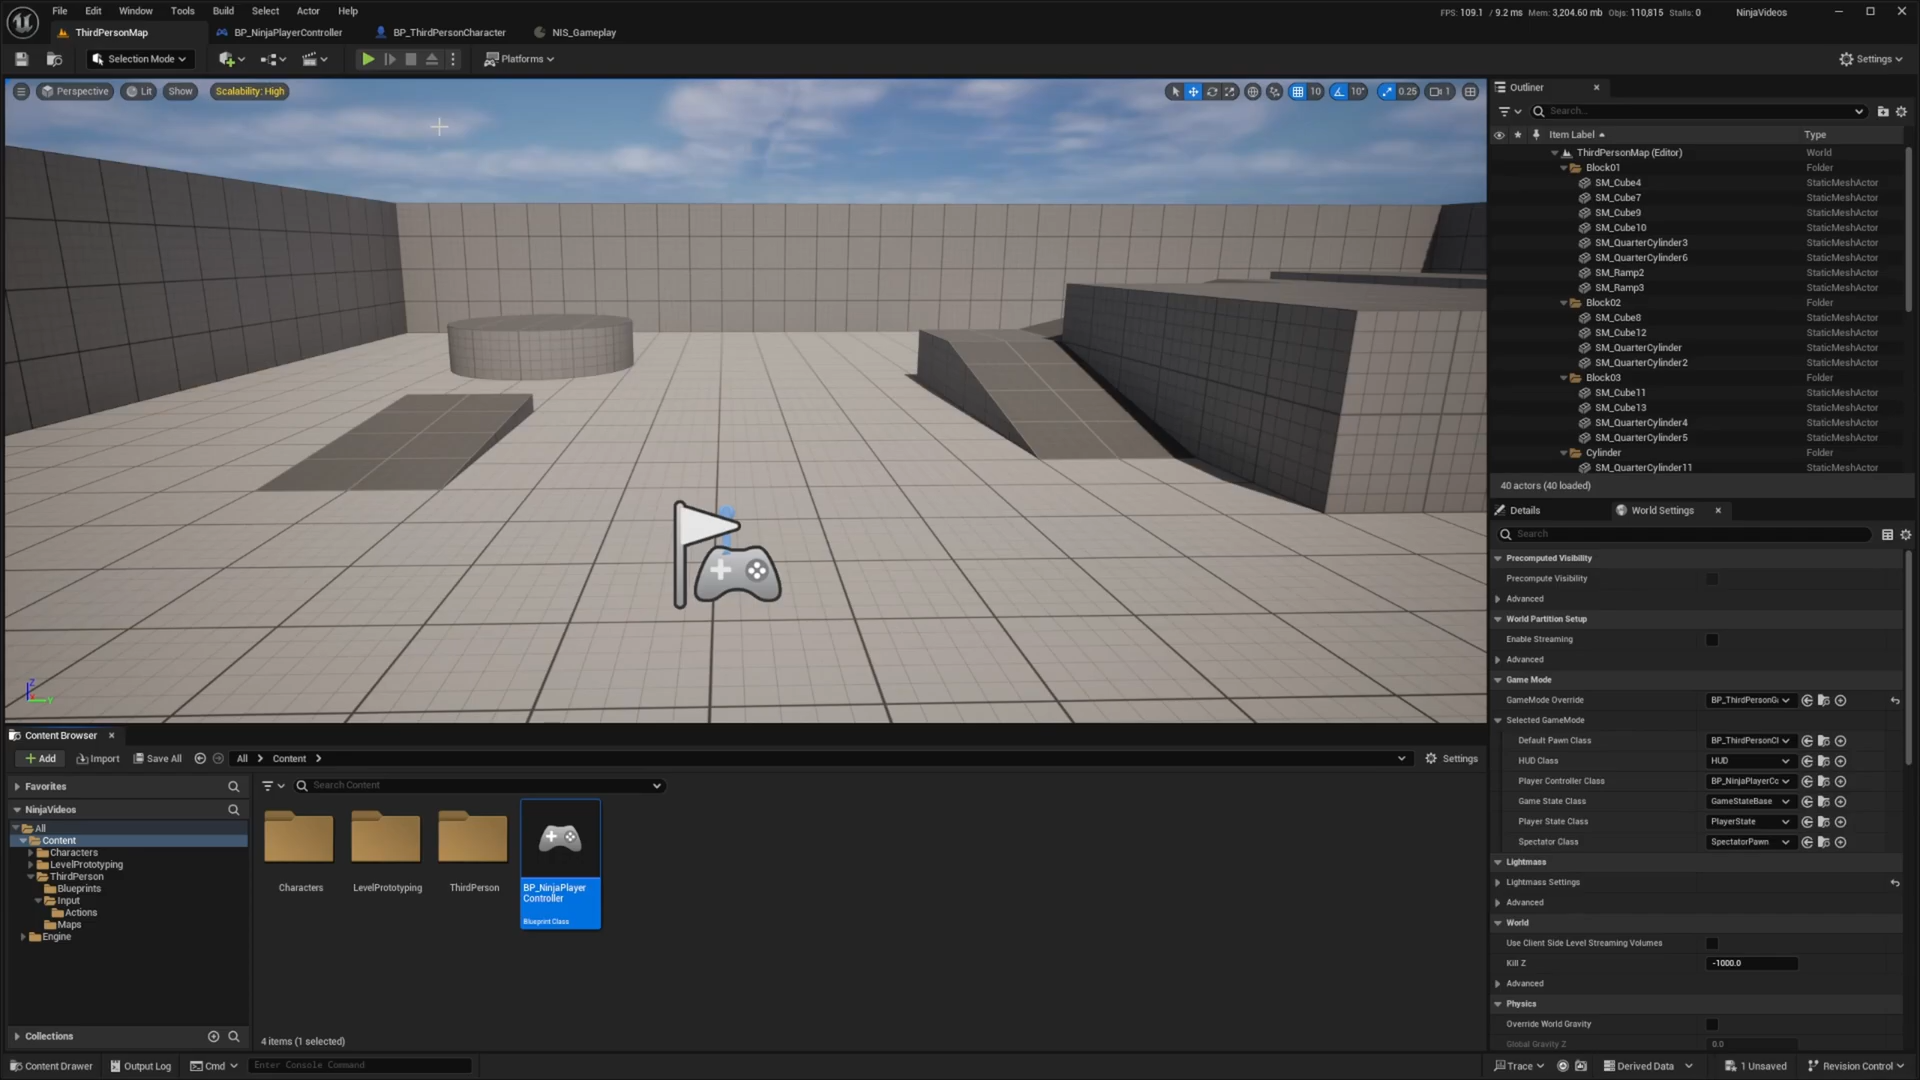 File Edit Window Tools Build Select Actor Help
FPS: 109.1 / 9.2 ms Mem: 3,204.60 mb Objs: 110,815 Stalls: 0 NinjaVideos
ThirdPersonMap BP_NinjaPlayerController BP_ThirdPersonCharacter NIS_Gameplay
Selection Mode Platforms Settings
Perspective Lit Show Scalability: High 10 10° 0.25 1
Outliner
Search...
Item Label Type
ThirdPersonMap (Editor) World
Block01 Folder
SM_Cube4 StaticMeshActor
SM_Cube7 StaticMeshActor
SM_Cube9 StaticMeshActor
SM_Cube10 StaticMeshActor
SM_QuarterCylinder3 StaticMeshActor
SM_QuarterCylinder6 StaticMeshActor
SM_Ramp2 StaticMeshActor
SM_Ramp3 StaticMeshActor
Block02 Folder
SM_Cube8 StaticMeshActor
SM_Cube12 StaticMeshActor
SM_QuarterCylinder StaticMeshActor
SM_QuarterCylinder2 StaticMeshActor
Block03 Folder
SM_Cube11 StaticMeshActor
SM_Cube13 StaticMeshActor
SM_QuarterCylinder4 StaticMeshActor
SM_QuarterCylinder5 StaticMeshActor
Cylinder Folder
SM_QuarterCylinder11 StaticMeshActor
40 actors (40 loaded)
Details World Settings
Search
Precomputed Visibility
Precompute Visibility
Advanced
World Partition Setup
Enable Streaming
Advanced
Game Mode
GameMode Override BP_ThirdPersonG
Selected GameMode
Default Pawn Class BP_ThirdPersonCl
HUD Class HUD
Player Controller Class BP_NinjaPlayerCc
Game State Class GameStateBase
Player State Class PlayerState
Spectator Class SpectatorPawn
Lightmass
Lightmass Settings
Advanced
World
Use Client Side Level Streaming Volumes
Kill Z -1000.0
Advanced
Physics
Override World Gravity
Global Gravity Z 0.0
Z Y
Content Browser
Add Import Save All All Content Settings
Favorites
Search Content
NinjaVideos
All
Content
Characters
LevelPrototyping
ThirdPerson
Blueprints
Input
Actions
Maps
Engine
Collections
Characters LevelPrototyping ThirdPerson
BP_NinjaPlayer
Controller
Blueprint Class
4 items (1 selected)
Content Drawer Output Log Cmd Enter Console Command Trace Derived Data 1 Unsaved Revision Control